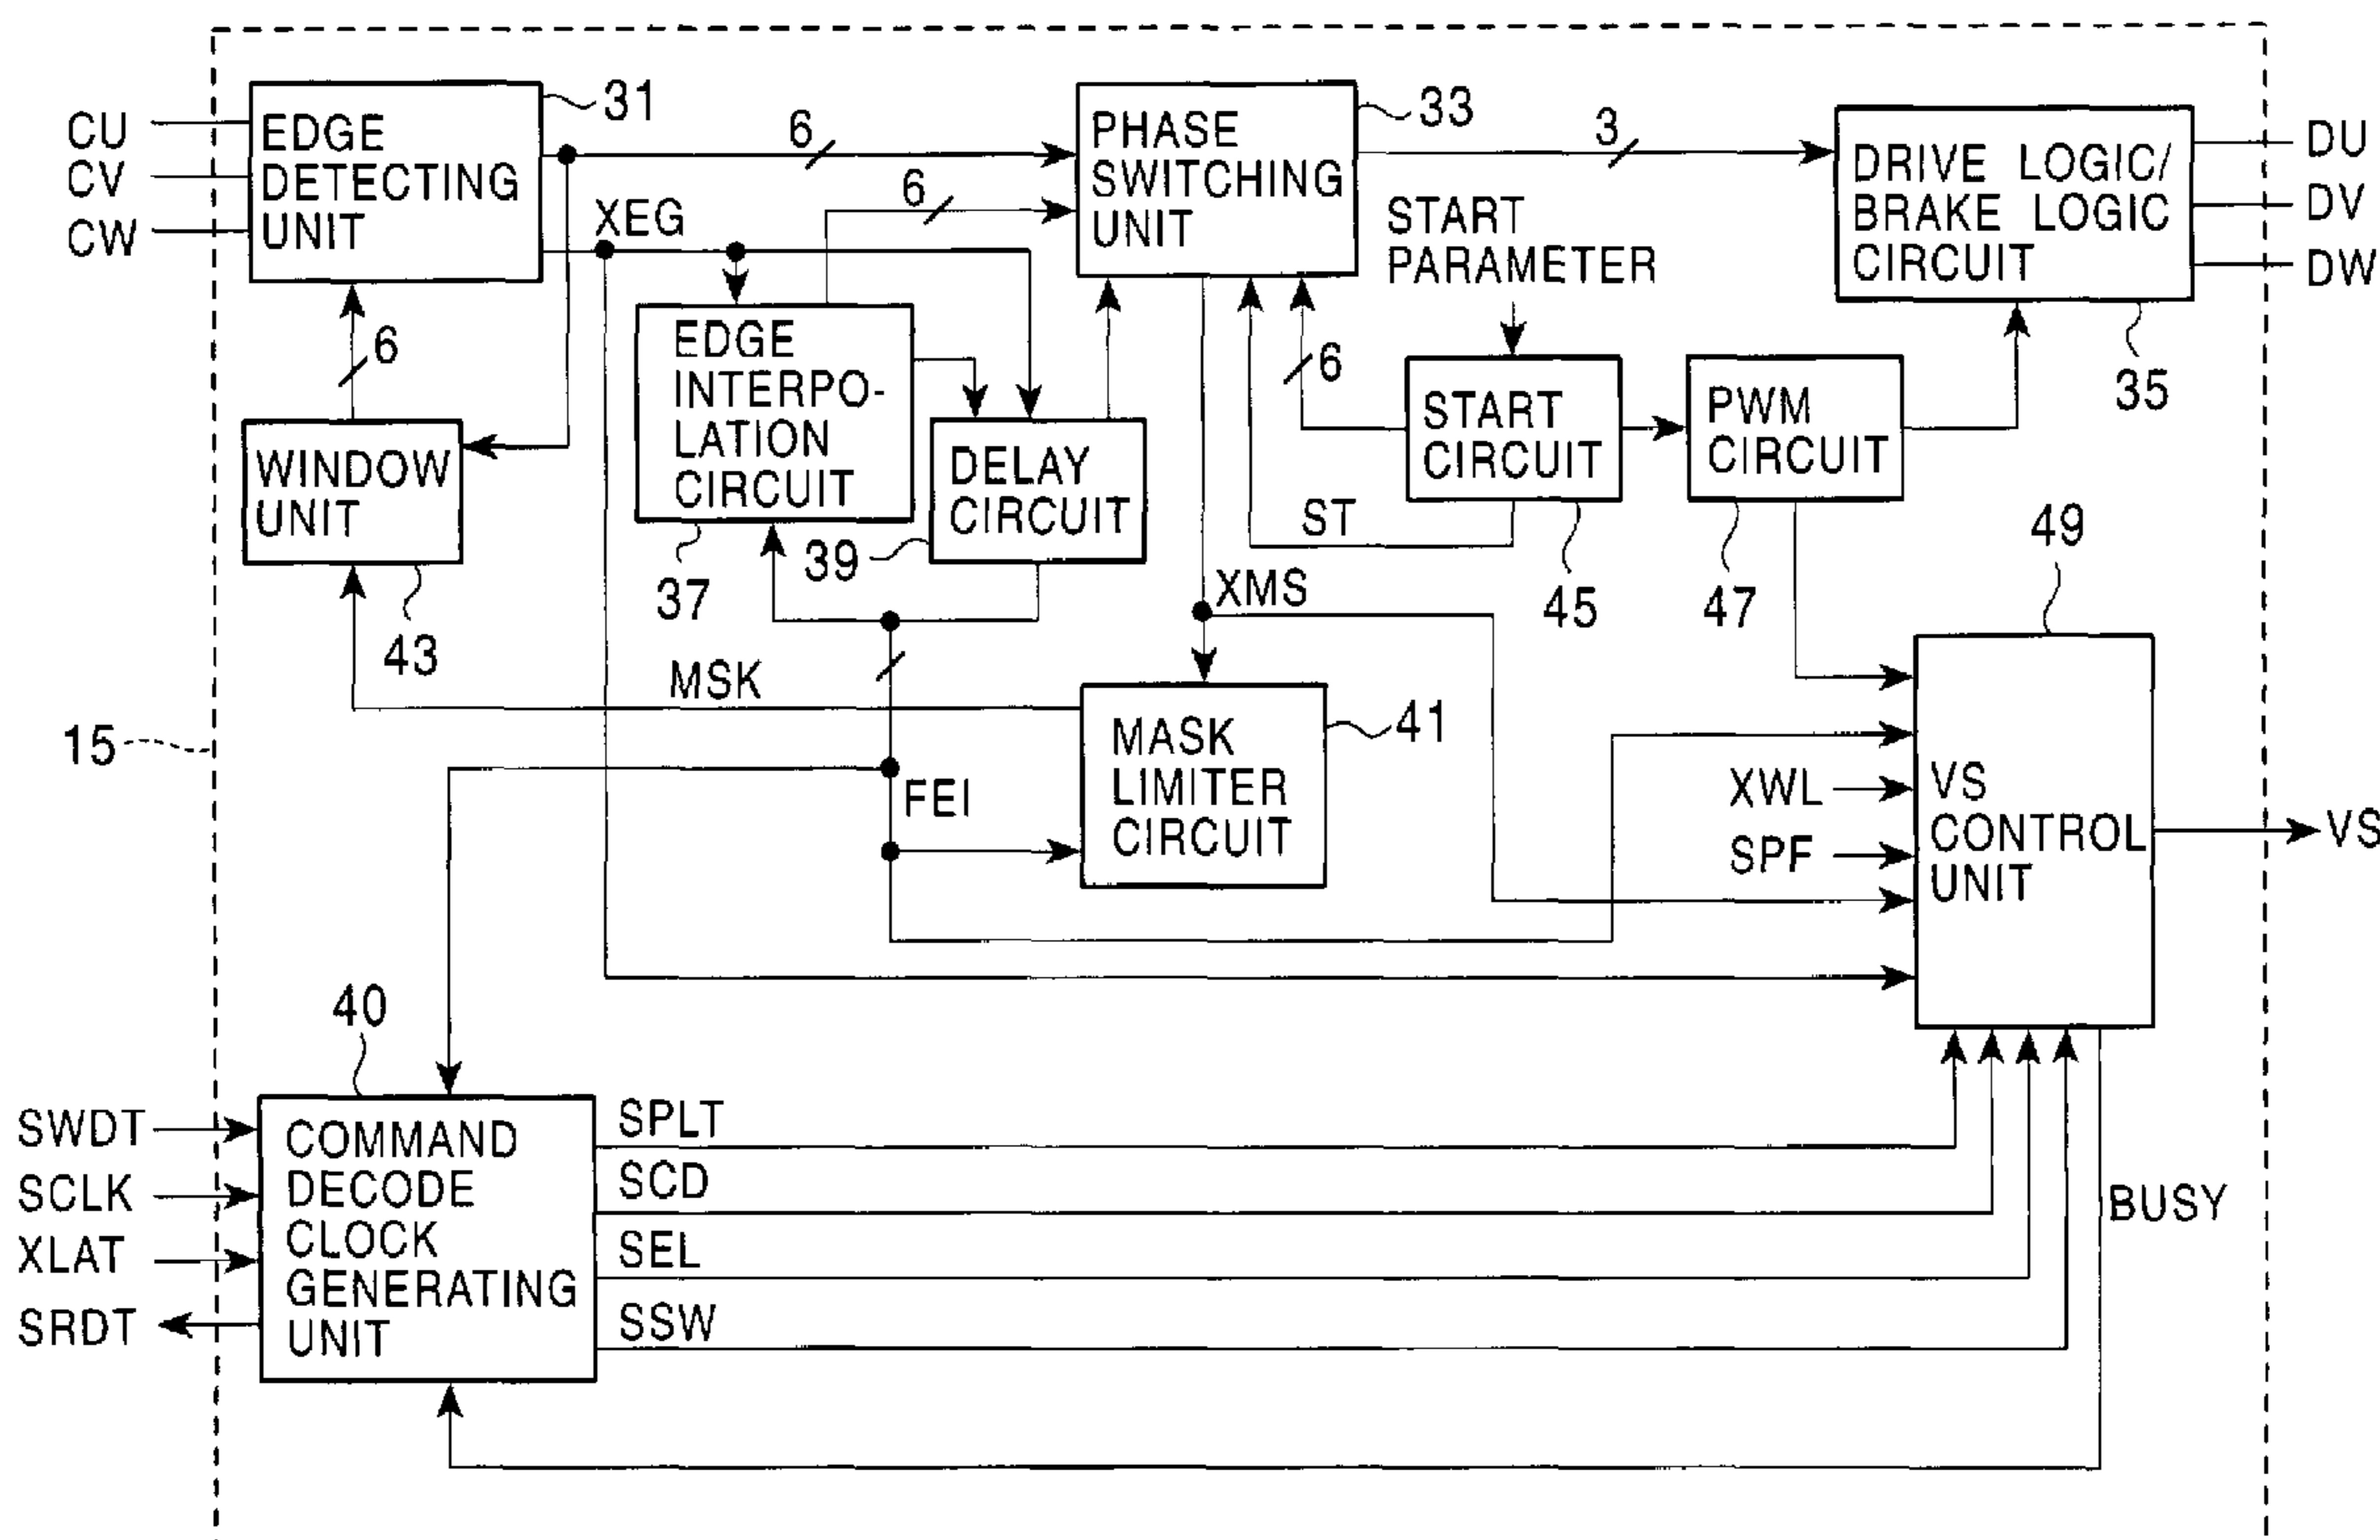 CU
CV
CW
EDGE
DETECTING
UNIT
31
6
6
XEG
PHASE
SWITCHING
UNIT
33
3
START
PARAMETER
DRIVE LOGIC/
BRAKE LOGIC
CIRCUIT
35
DU
DV
DW
6
WINDOW
UNIT
43
EDGE
INTERPO-
LATION
CIRCUIT
37
DELAY
CIRCUIT
39
6
START
CIRCUIT
45
ST
PWM
CIRCUIT
47
49
XMS
MSK
15
FEI
MASK
LIMITER
CIRCUIT
41
XWL
SPF
VS
CONTROL
UNIT
VS
40
SWDT
SCLK
XLAT
SRDT
COMMAND
DECODE
CLOCK
GENERATING
UNIT
SPLT
SCD
SEL
SSW
BUSY